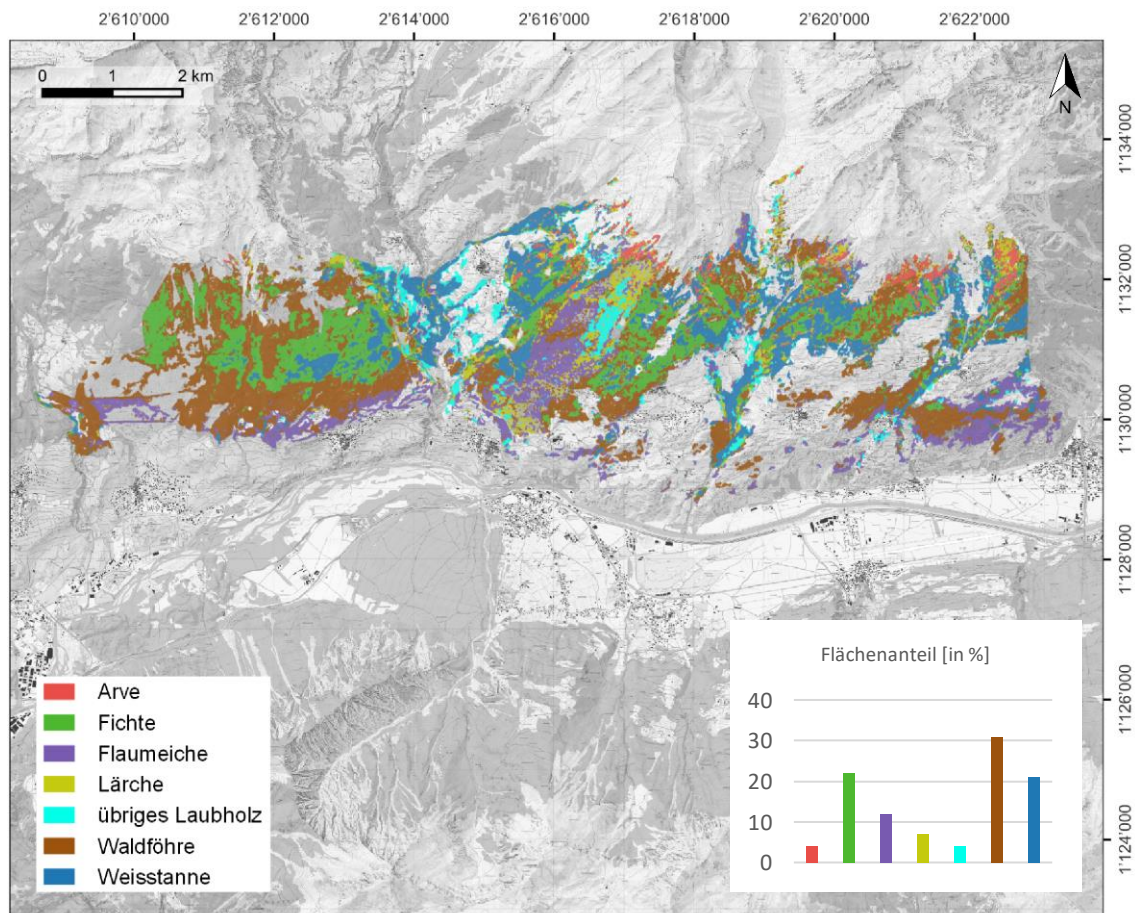 2'610'000 2'612'000 2'614'000 2'616'000 2'618'000 2'620'000 2'622'000
0 1 2 km
N
1'134'000
1'132'000
1'130'000
1'128'000
1'126'000
1'124'000
Arve
Fichte
Flaumeiche
Lärche
übriges Laubholz
Waldföhre
Weisstanne
Flächenanteil [in %]
40
30
20
10
0